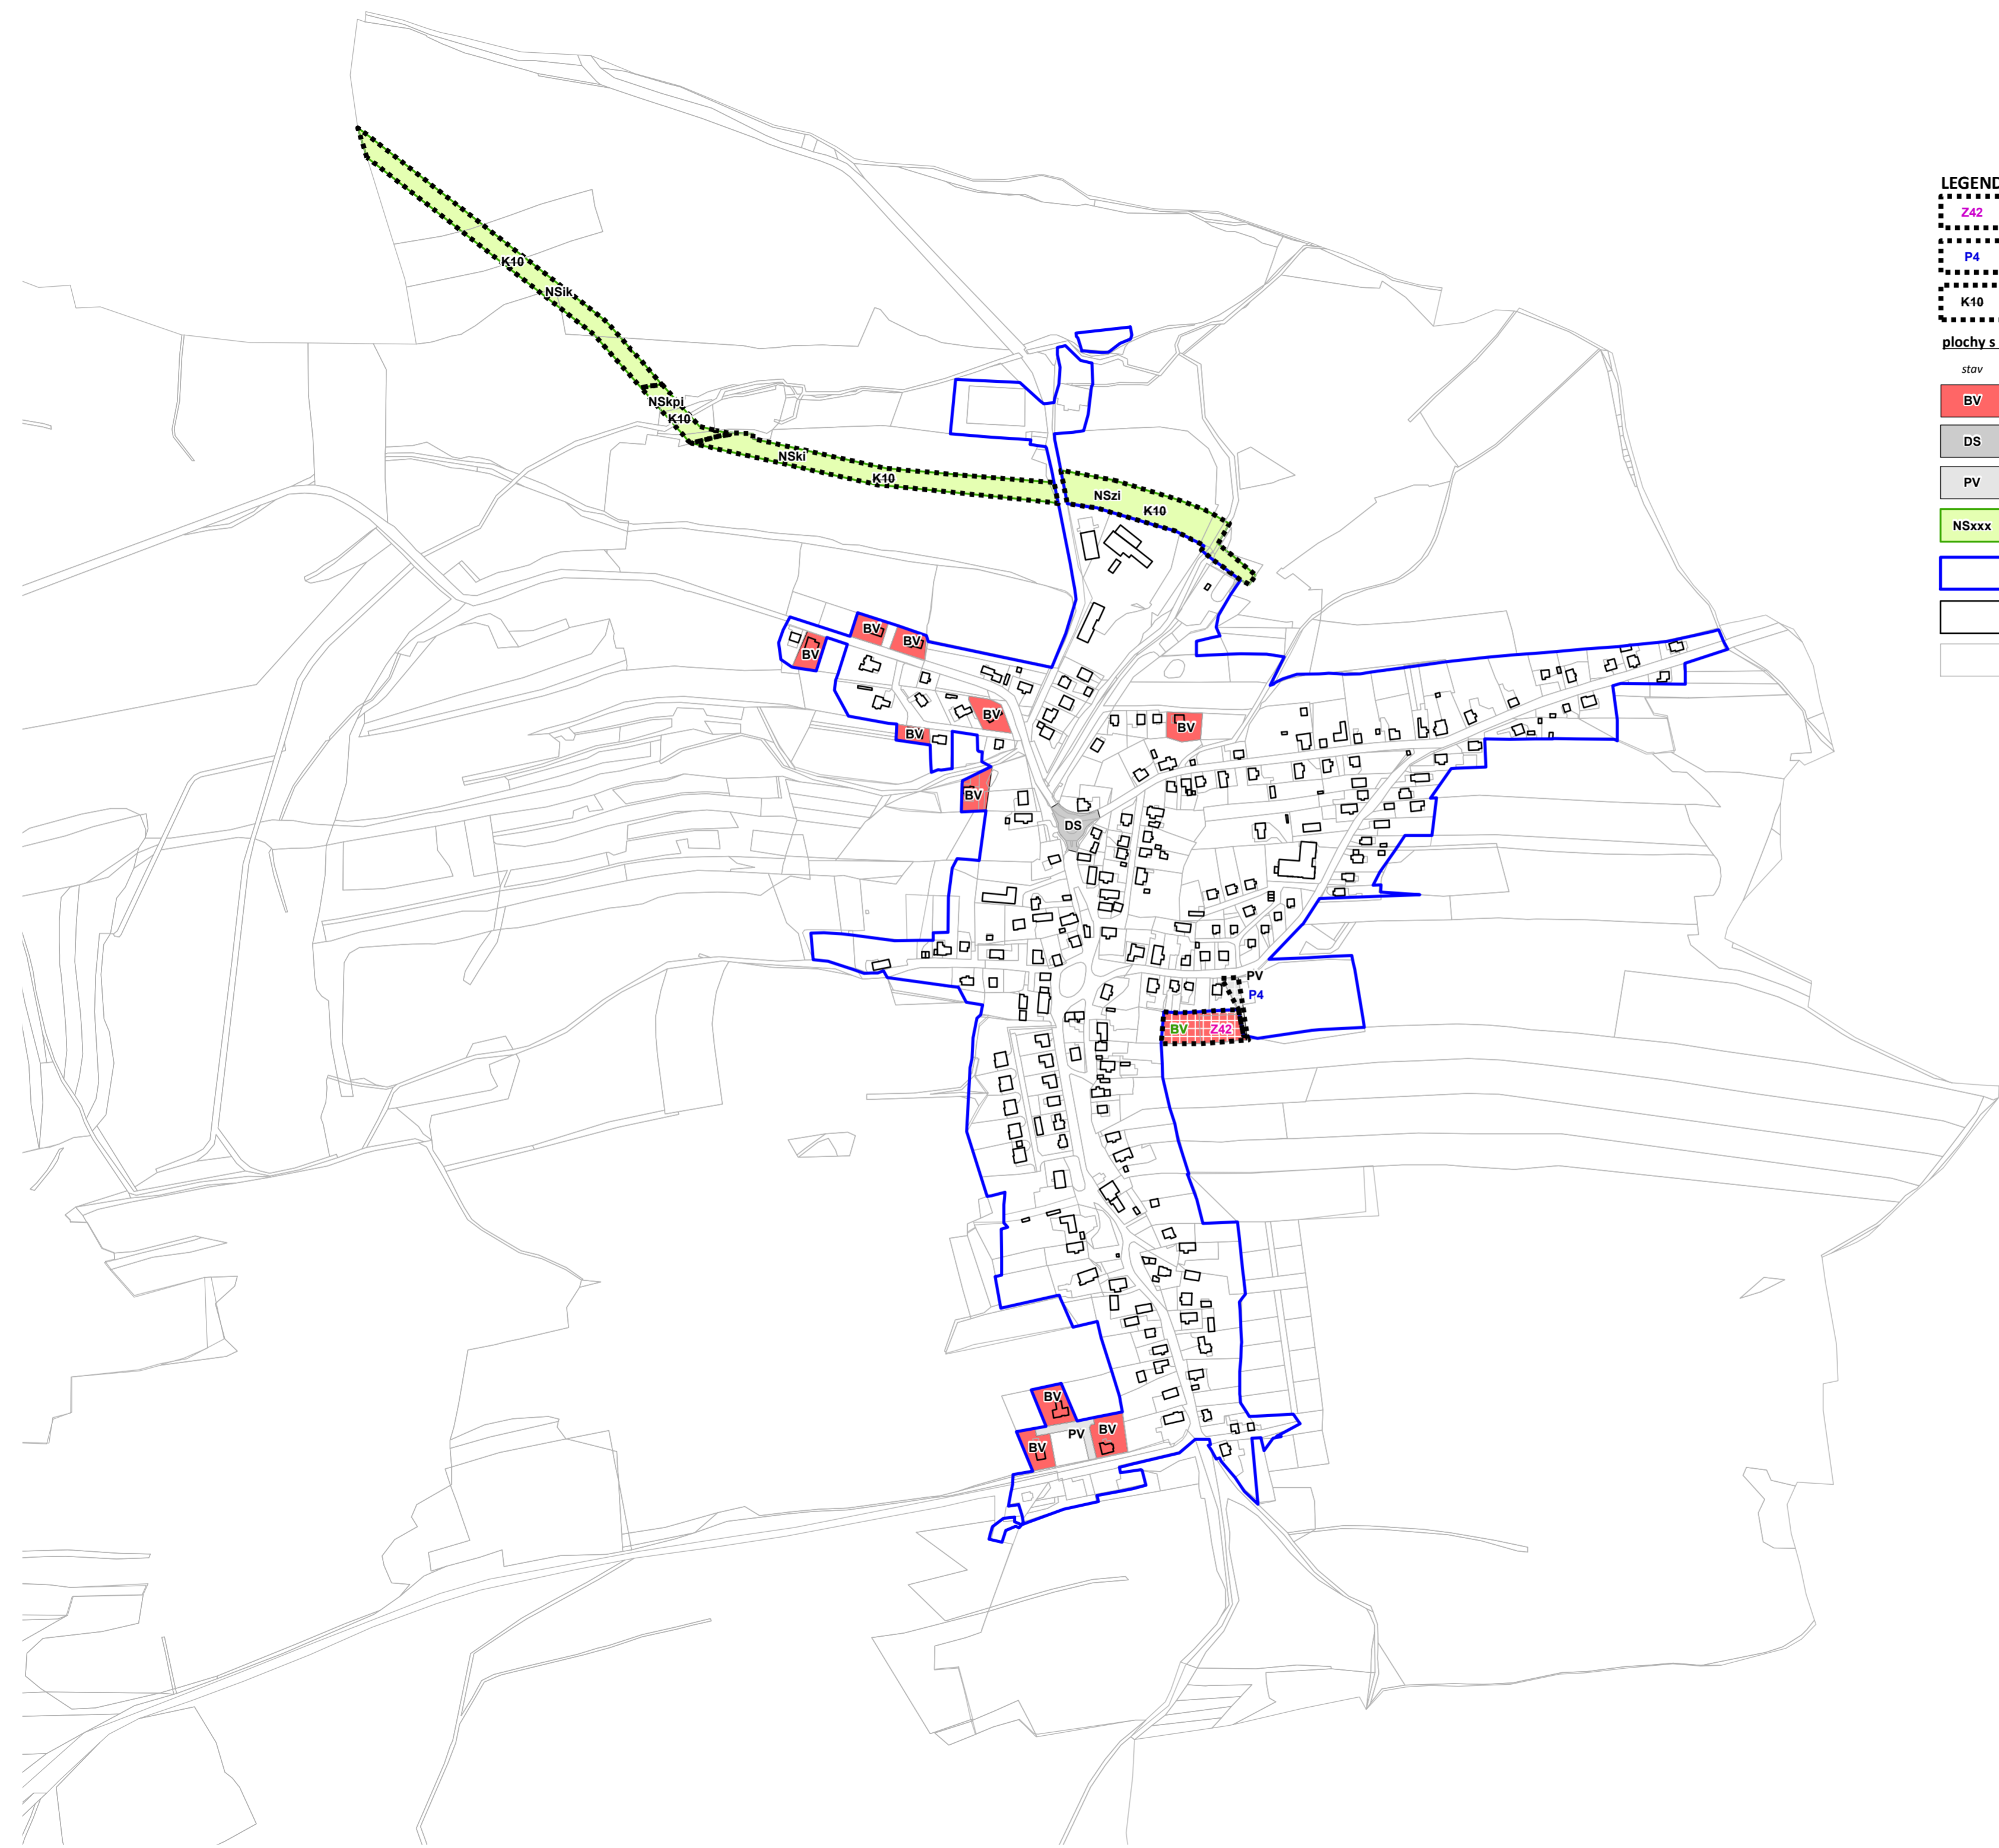 LEGEND
Z42
P4
K10
plochy s
stav
BV
DS
PV
NSxxx
K10
NSik
NSkpi
K10
NSki
K10
NSzi
K10
BV
BV
BV
BV
BV
BV
BV
DS
PV
P4
BV Z42
BV
PV
BV
BV